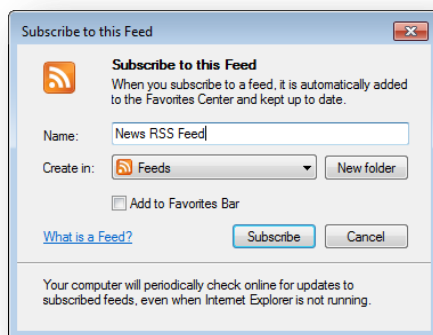 Subscribe to this Feed
Subscribe to this Feed
When you subscribe to a feed, it is automatically added
to the Favorites Center and kept up to date.
Name: News RSS Feed
Create in: Feeds New folder
Add to Favorites Bar
What is a Feed? Subscribe Cancel
Your computer will periodically check online for updates to
subscribed feeds, even when Internet Explorer is not running.